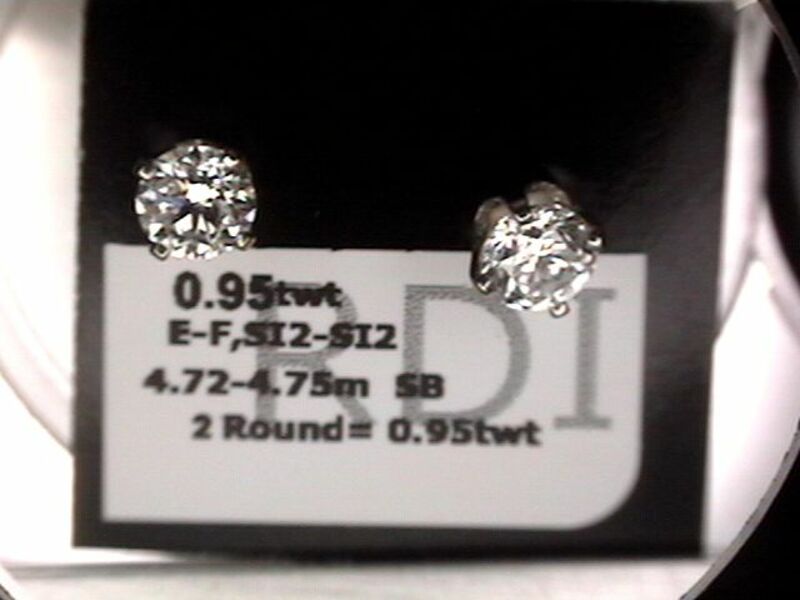 0.95twt
E-F,SI2-SI2
4.72-4.75m SB
2 Round= 0.95twt
RDI